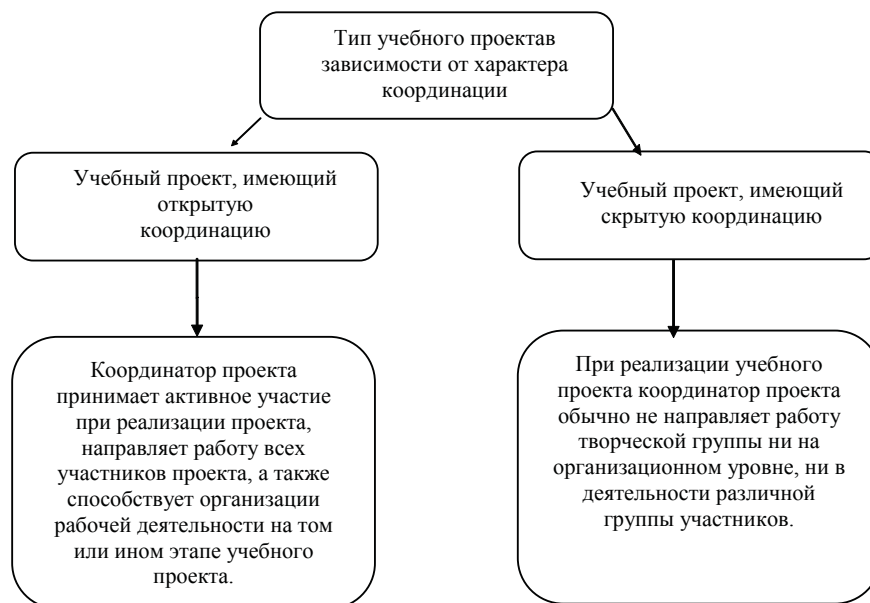 Тип учебного проектав
зависимости от характера
координации
Учебный проект, имеющий
открытую
координацию
Учебный проект, имеющий
скрытую координацию
Координатор проекта
принимает активное участие
при реализации проекта,
направляет работу всех
участников проекта, а также
способствует организации
рабочей деятельности на том
или ином этапе учебного
проекта.
При реализации учебного
проекта координатор проекта
обычно не направляет работу
творческой группы ни на
организационном уровне, ни в
деятельности различной
группы участников.